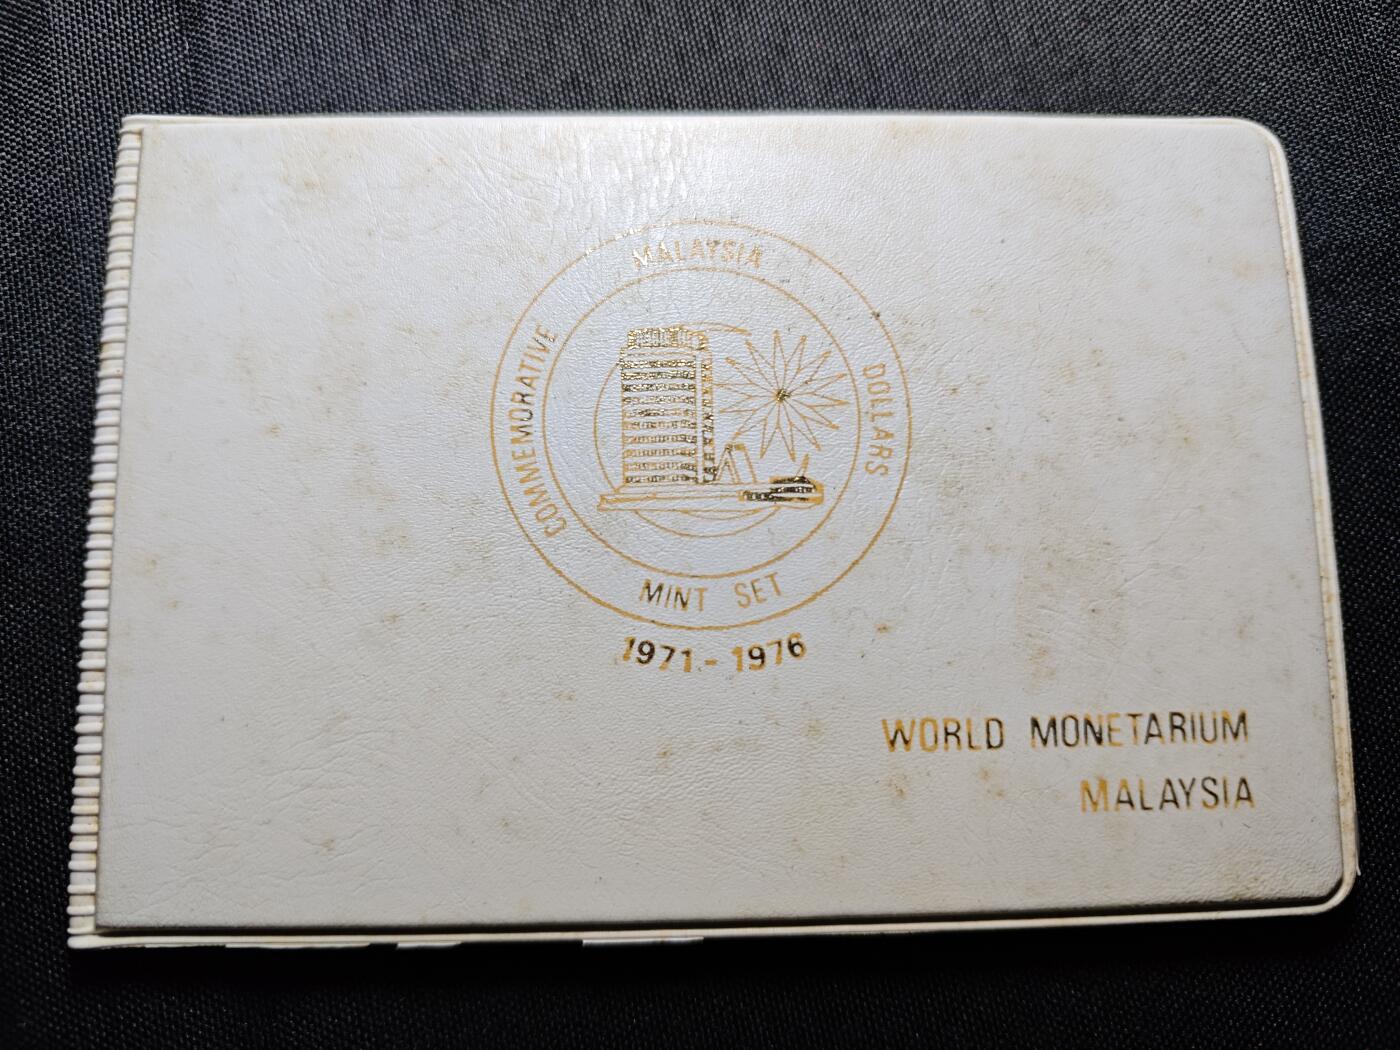 MALAYSIA
COMMEMORATIVE
DOLLARS
MINT SET
1971-1976
WORLD MONETARIUM
MALAYSIA